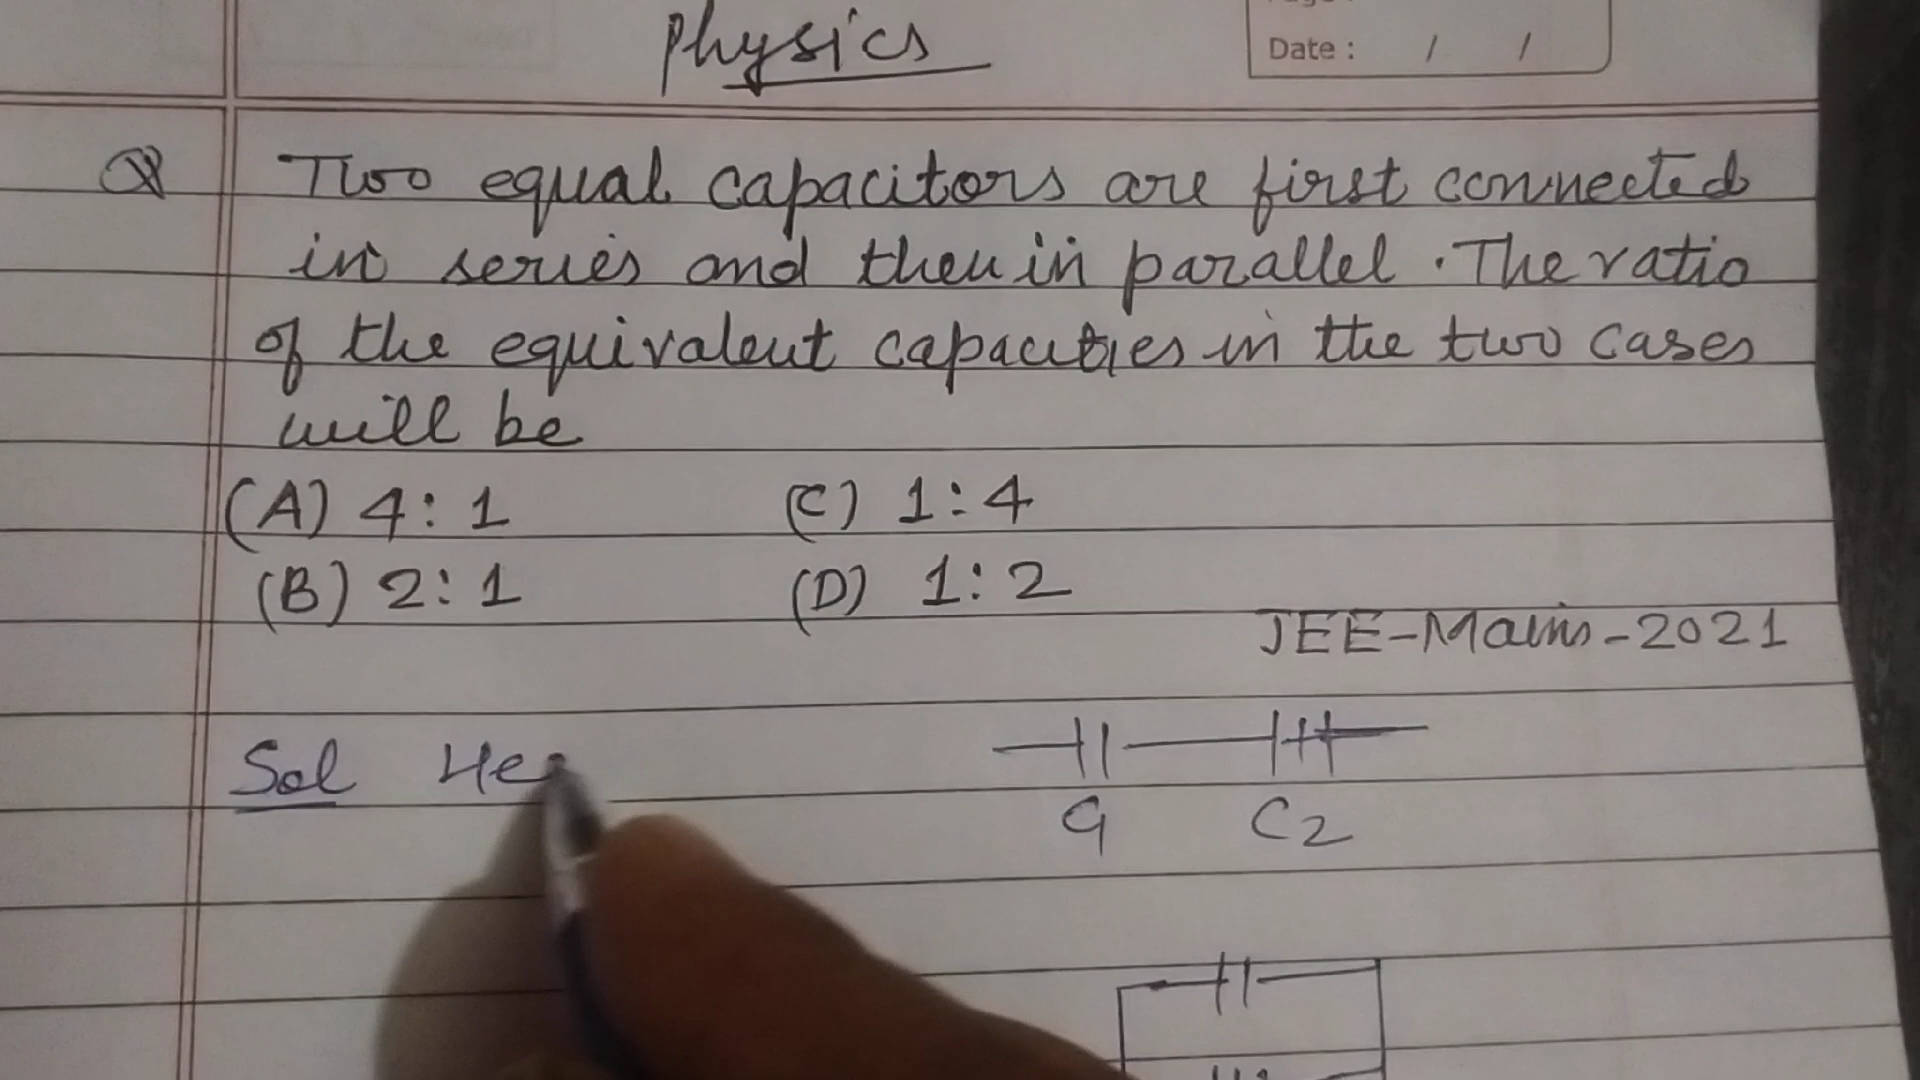 Physics
Date : / /
Q Two equal capacitors are first connected
in series and then in parallel. The ratio
of the equivalent capacities in the two cases
will be
(A) 4:1 (C) 1:4
(B) 2:1 (D) 1:2
JEE-Mains-2021
Sol He
C1 C2